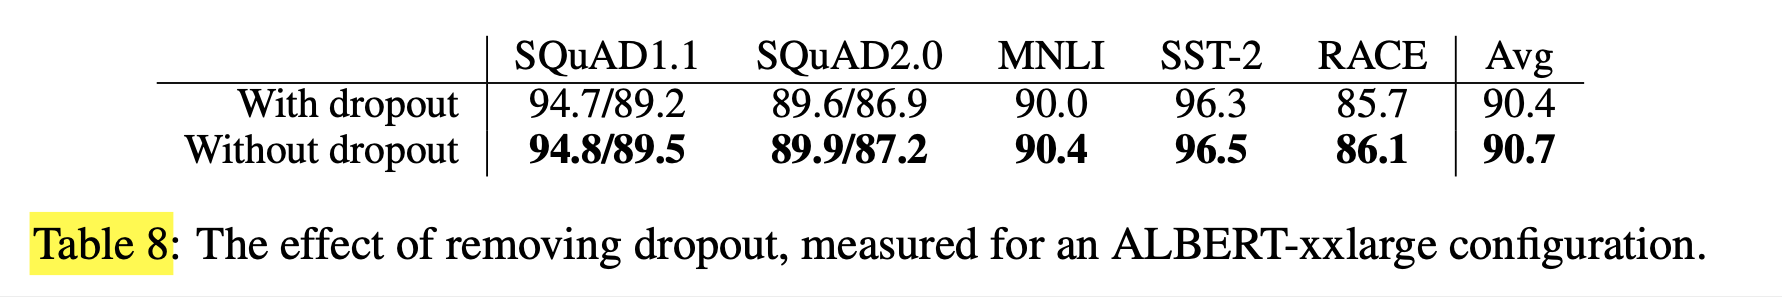 SQuAD1.1 SQuAD2.0 MNLI SST-2 RACE Avg
With dropout 94.7/89.2 89.6/86.9 90.0 96.3 85.7 90.4
Without dropout 94.8/89.5 89.9/87.2 90.4 96.5 86.1 90.7
Table 8: The effect of removing dropout, measured for an ALBERT-xxlarge configuration.